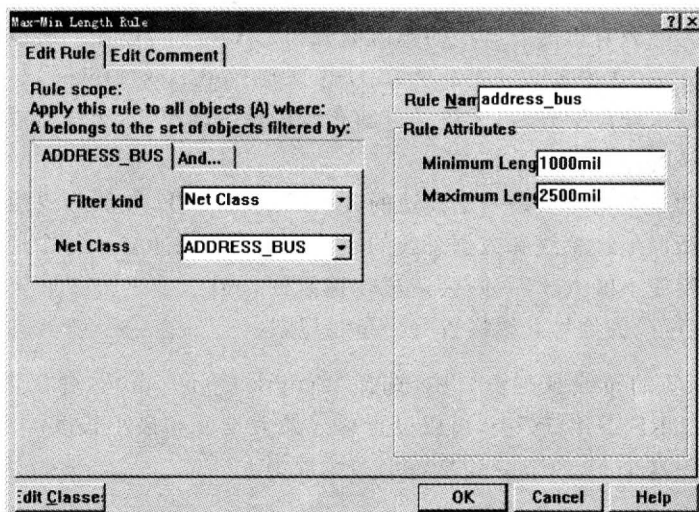 Max-Min Length Rule
Edit Rule Edit Comment
Rule scope:
Apply this rule to all objects (A) where:
A belongs to the set of objects filtered by:
ADDRESS_BUS And...
Filter kind Net Class
Net Class ADDRESS_BUS
Rule Nam address_bus
Rule Attributes
Minimum Leng 1000mil
Maximum Leng 2500mil
Edit Classes OK Cancel Help